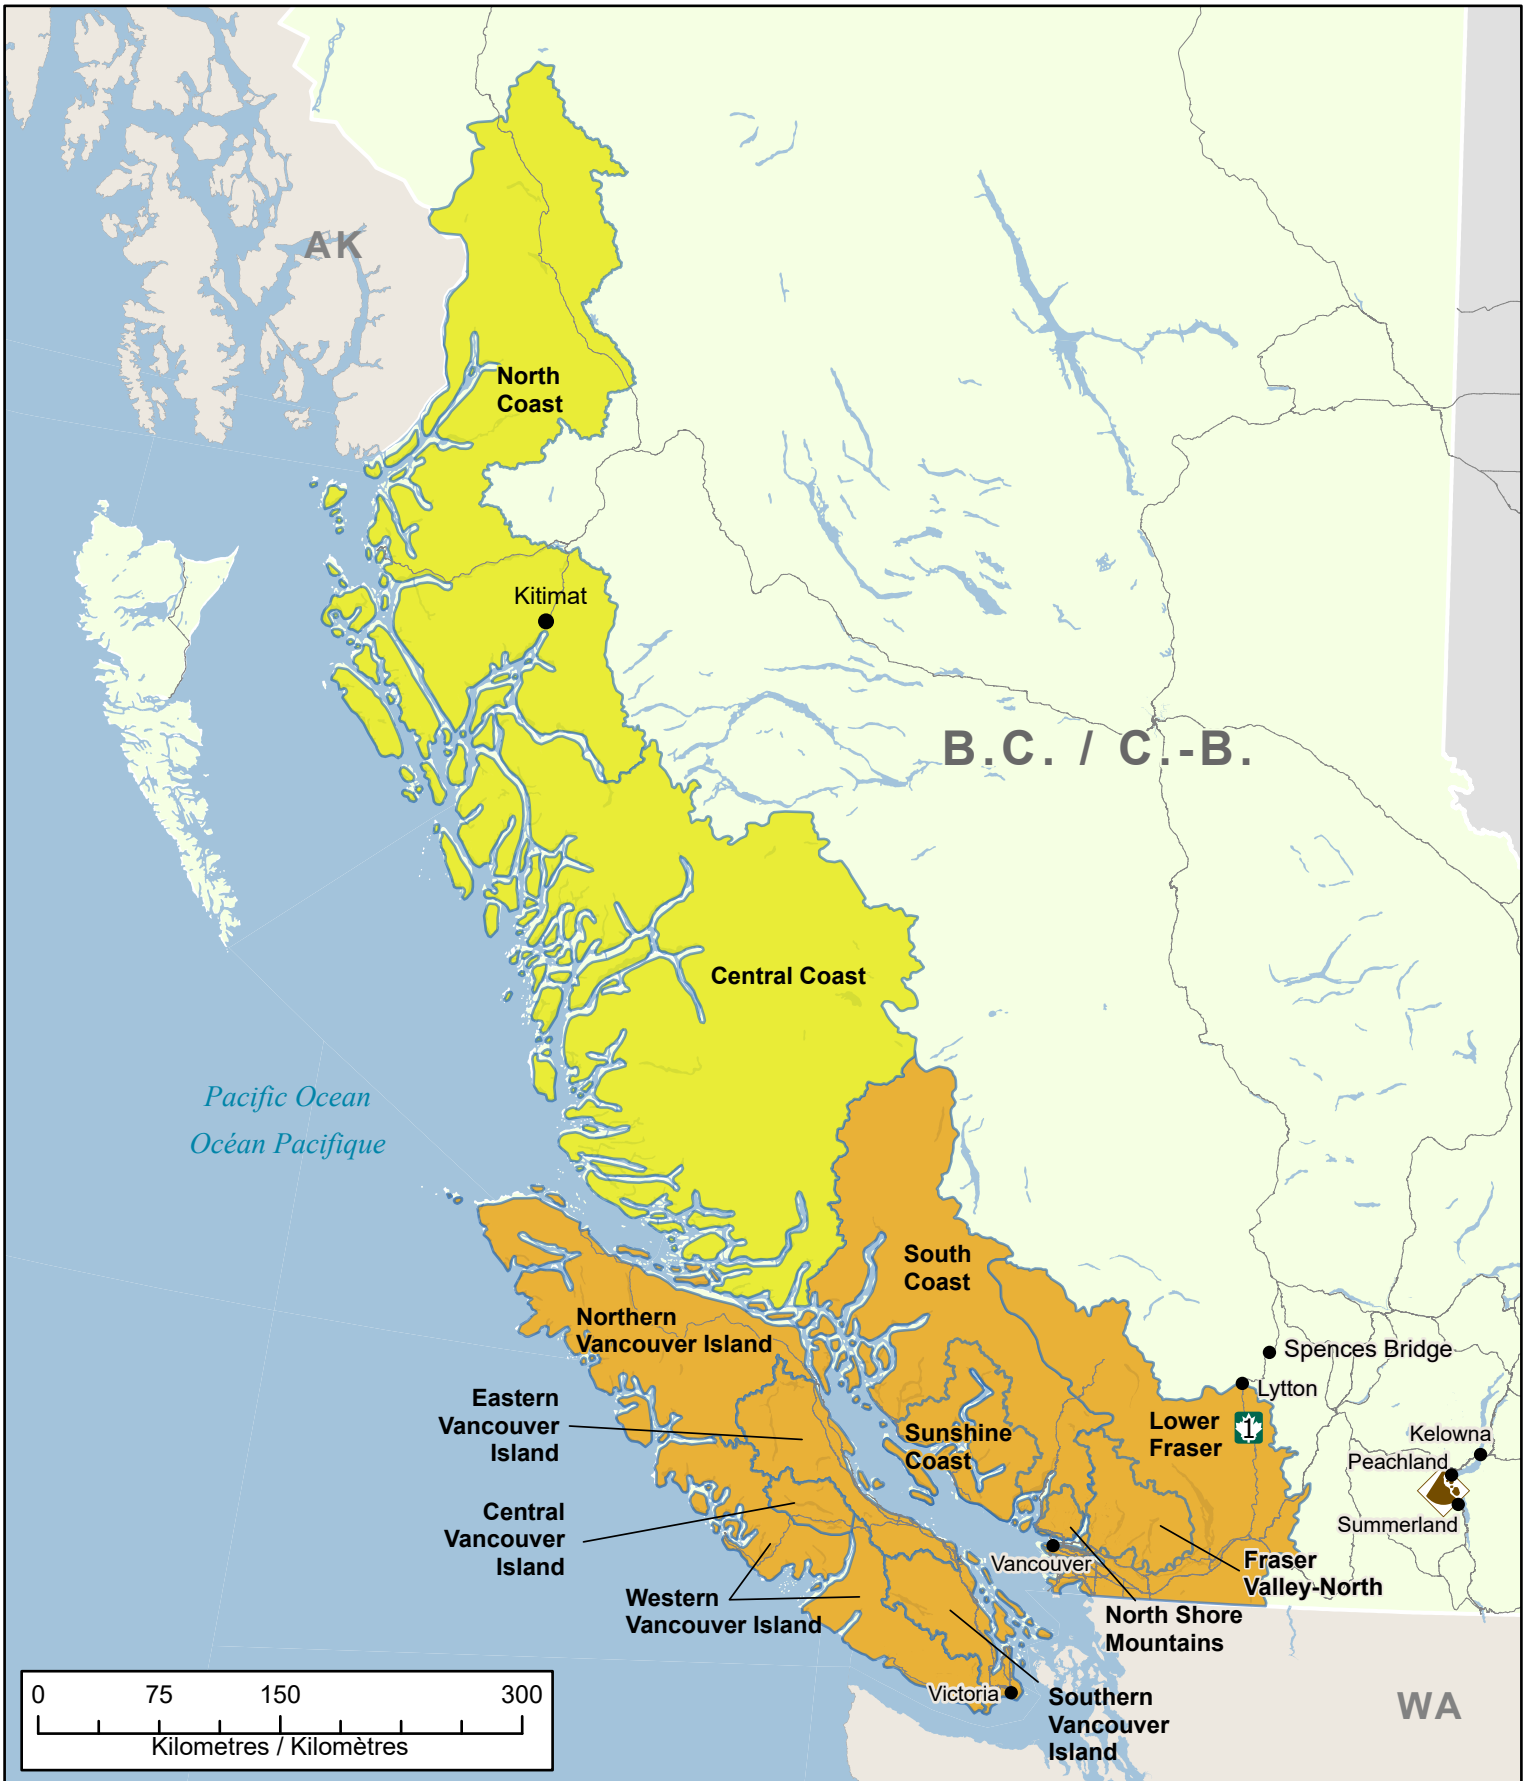 AK
North
Coast
Kitimat
B.C. / C.-B.
Central Coast
Pacific Ocean
Océan Pacifique
South
Coast
Northern
Vancouver Island
Spences Bridge
Lytton
Eastern
Vancouver
Island
Sunshine
Coast
Lower
Fraser
1
Kelowna
Peachland
Summerland
Central
Vancouver
Island
Vancouver
Fraser
Valley-North
Western
Vancouver Island
North Shore
Mountains
Victoria
Southern
Vancouver
Island
WA
0 75 150 300
Kilometres / Kilomètres